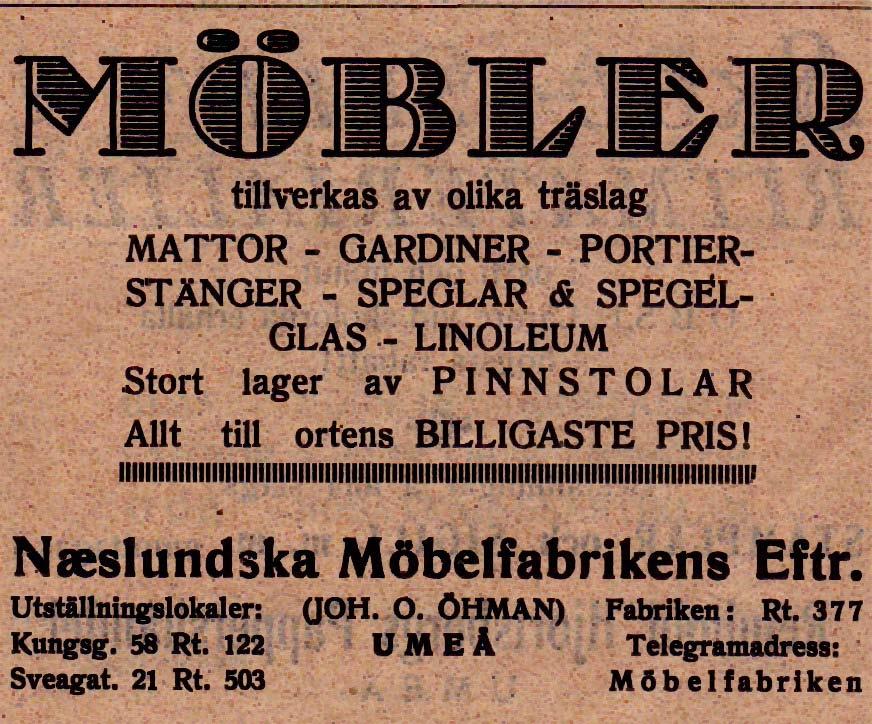 MÖBLER
tillverkas av olika träslag
MATTOR - GARDINER - PORTIER-
STÄNGER - SPEGLAR & SPEGEL-
GLAS - LINOLEUM
Stort lager av PINNSTOLAR
Allt till ortens BILLIGASTE PRIS!
Næslundska Möbelfabrikens Eftr.
Utställningslokaler: (JOH. O. ÖHMAN) Fabriken: Rt. 377
Kungsg. 58 Rt. 122 UMEÅ Telegramadress:
Sveagat. 21 Rt. 503 Möbelfabriken